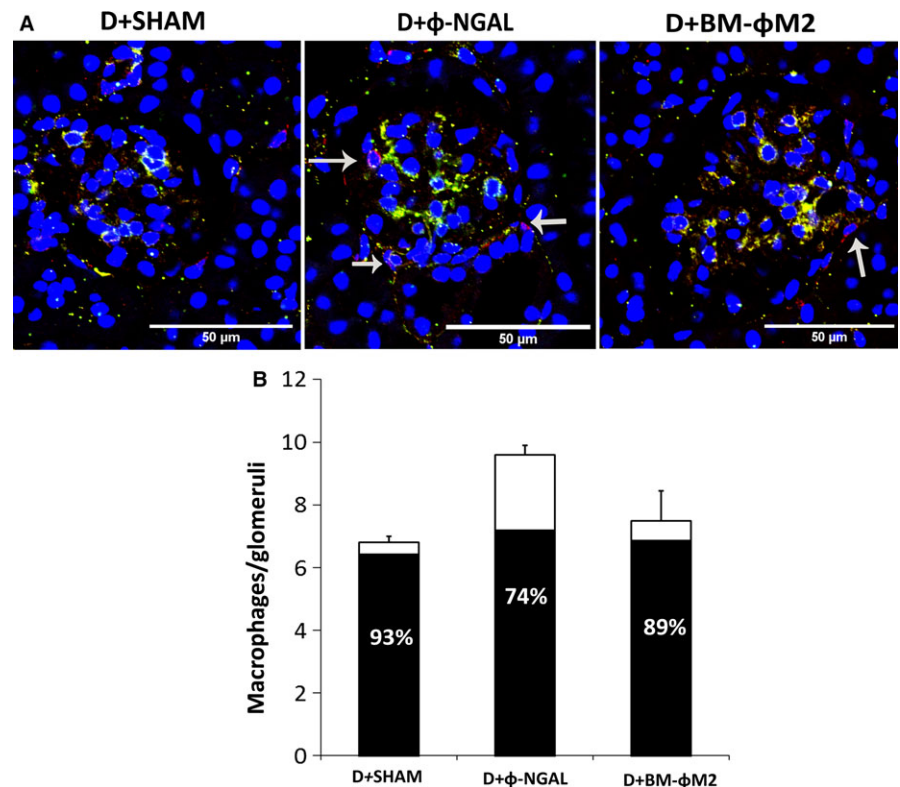 A
D+SHAM
D+ϕ-NGAL
D+BM-ϕM2
50 µm
50 µm
50 µm
B
Macrophages/glomeruli
12
10
8
6
4
2
0
93%
74%
89%
D+SHAM
D+ϕ-NGAL
D+BM-ϕM2